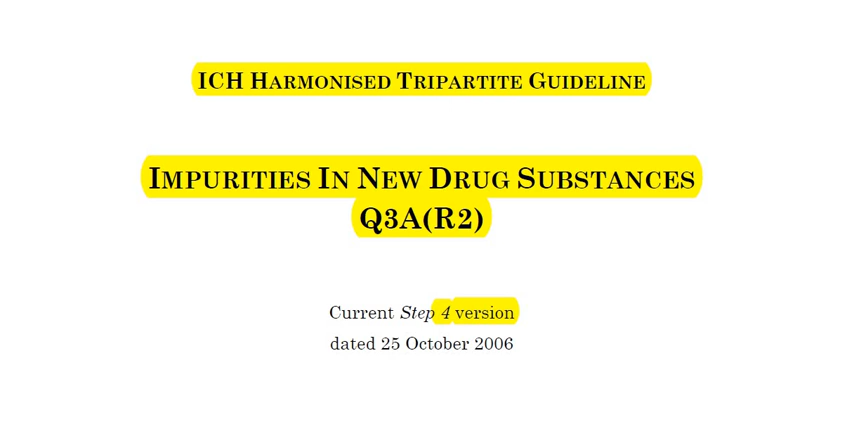 ICH HARMONISED TRIPARTITE GUIDELINE
IMPURITIES IN NEW DRUG SUBSTANCES
Q3A(R2)
Current Step 4 version
dated 25 October 2006